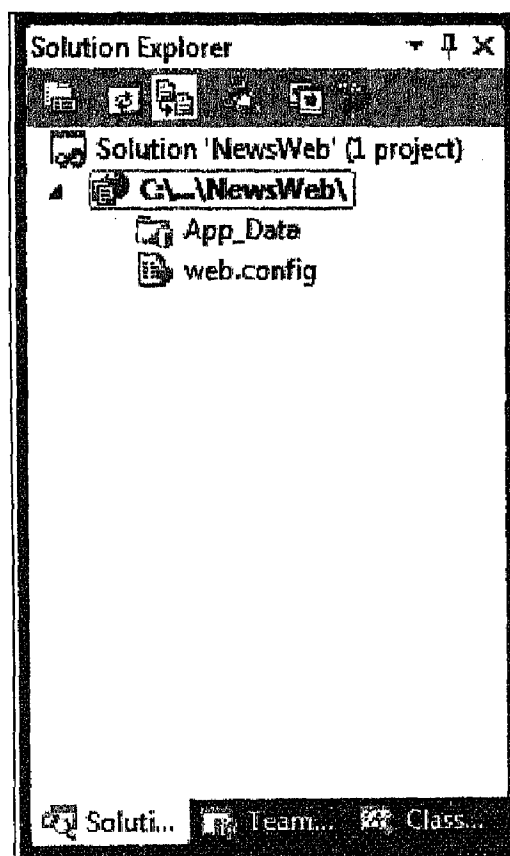 Solution Explorer
Solution 'NewsWeb' (1 project)
C:\...\NewsWeb\
App_Data
web.config
Soluti... Team... Class...